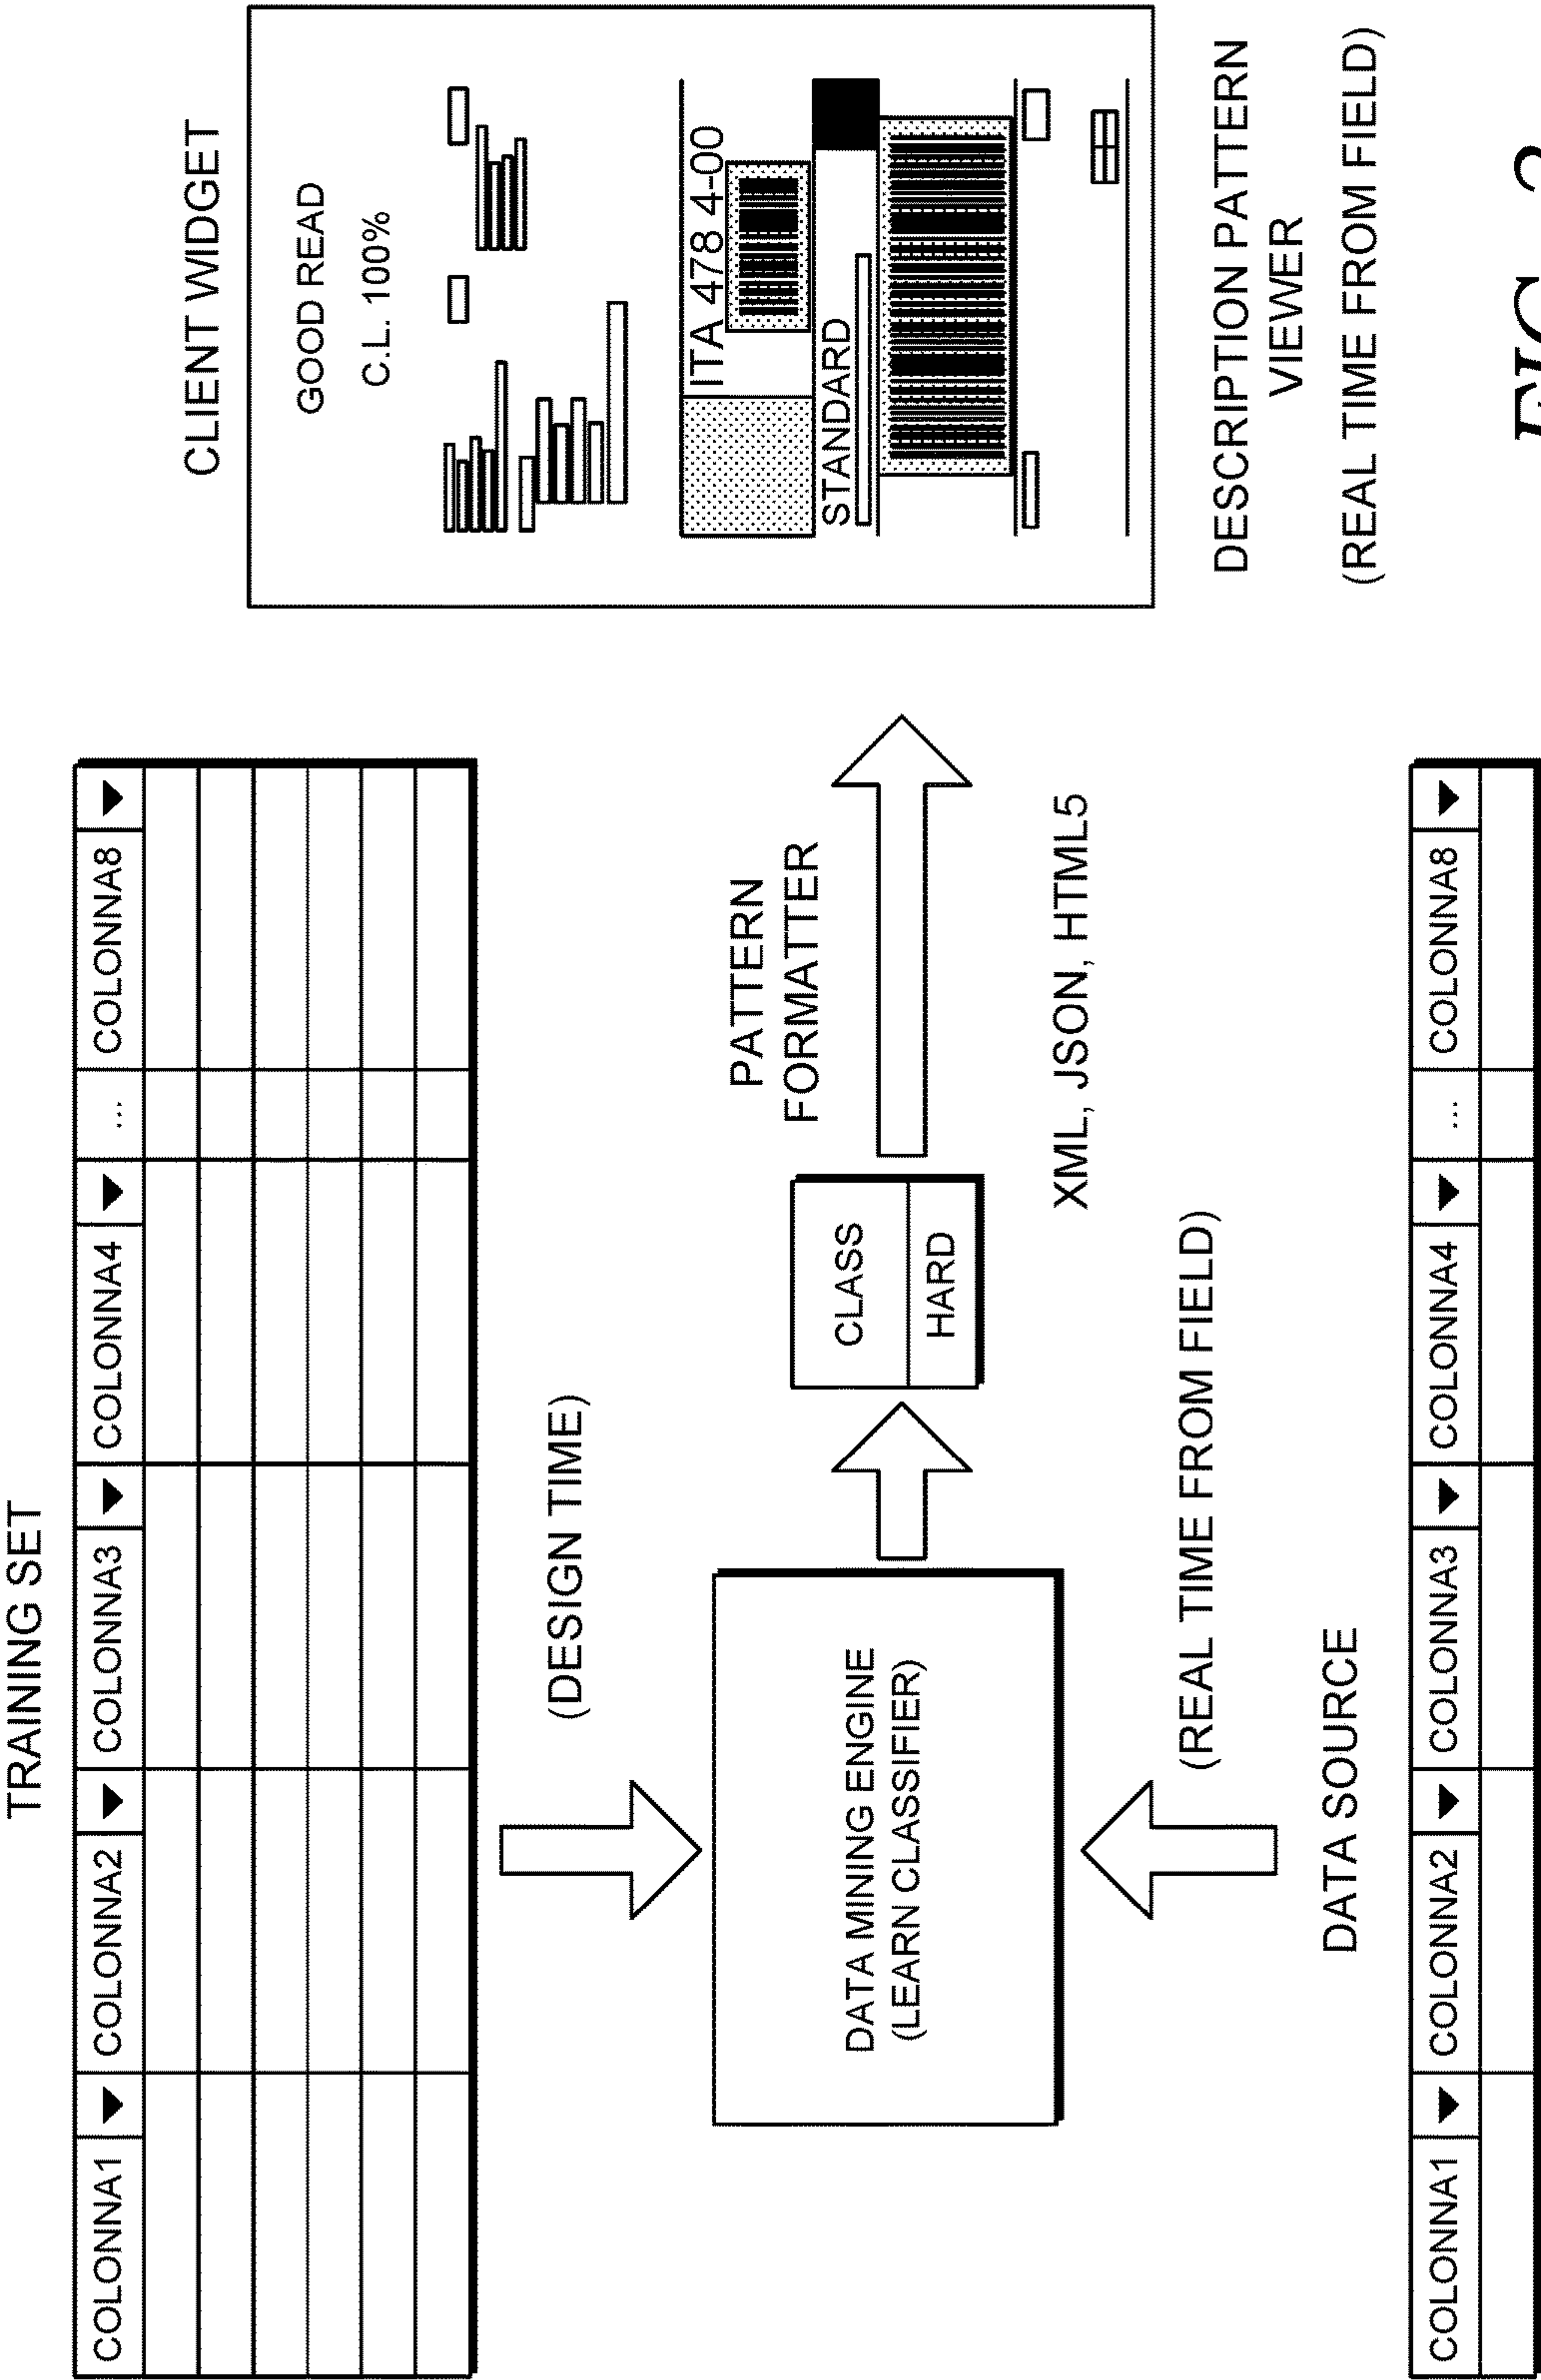 TRAINING SET
COLONNA1 COLONNA2 COLONNA3 COLONNA4 ... COLONNA8
(DESIGN TIME)
DATA MINING ENGINE
(LEARN CLASSIFIER)
CLASS
HARD
PATTERN
FORMATTER
XML, JSON, HTML5
(REAL TIME FROM FIELD)
DATA SOURCE
COLONNA1 COLONNA2 COLONNA3 COLONNA4 ... COLONNA8
CLIENT WIDGET
GOOD READ
C.L. 100%
ITA 478 4-00
STANDARD
DESCRIPTION PATTERN
VIEWER
(REAL TIME FROM FIELD)